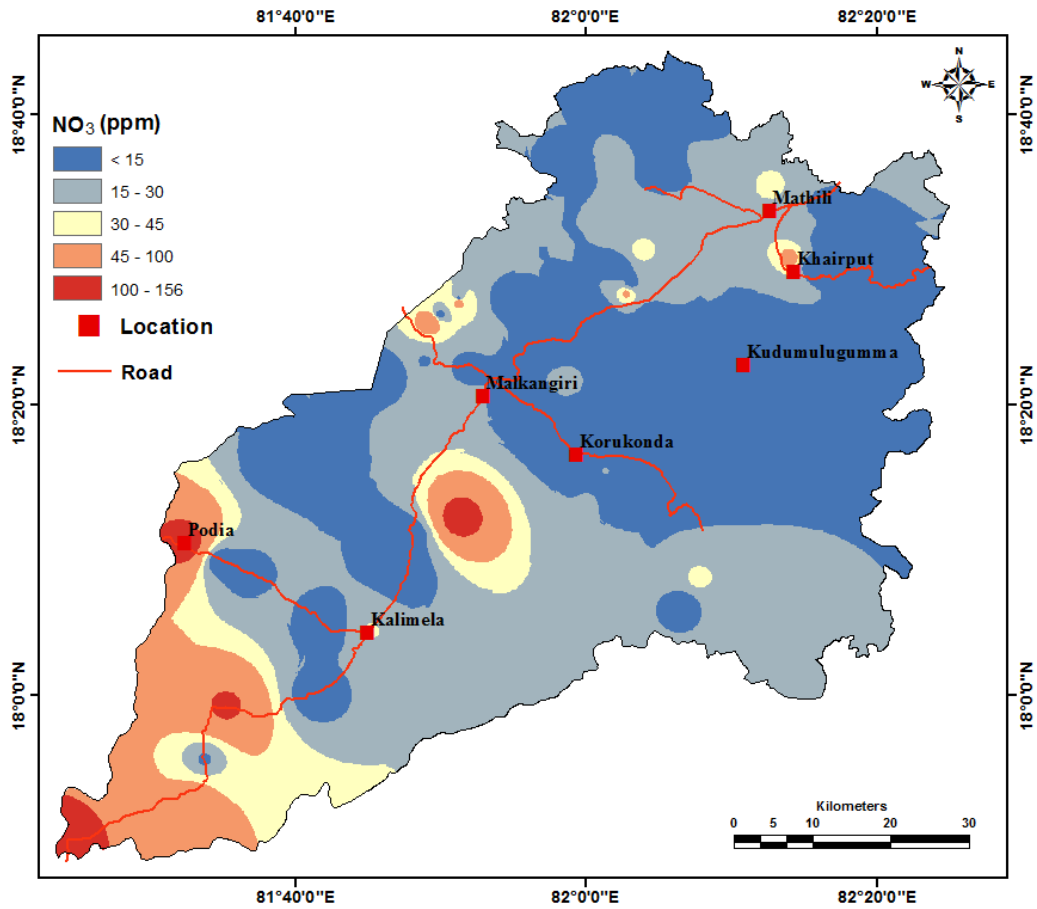 81°40'0"E 82°0'0"E 82°20'0"E
N
W E
S
18°40'0"N 18°40'0"N
NO₃ (ppm)
< 15
15 - 30
30 - 45
45 - 100
100 - 156
Location
Road
Mathili
Khairput
Kudumulugumma
Malkangiri
18°20'0"N 18°20'0"N
Korukonda
Podia
Kalimela
18°0'0"N 18°0'0"N
Kilometers
0 5 10 20 30
81°40'0"E 82°0'0"E 82°20'0"E